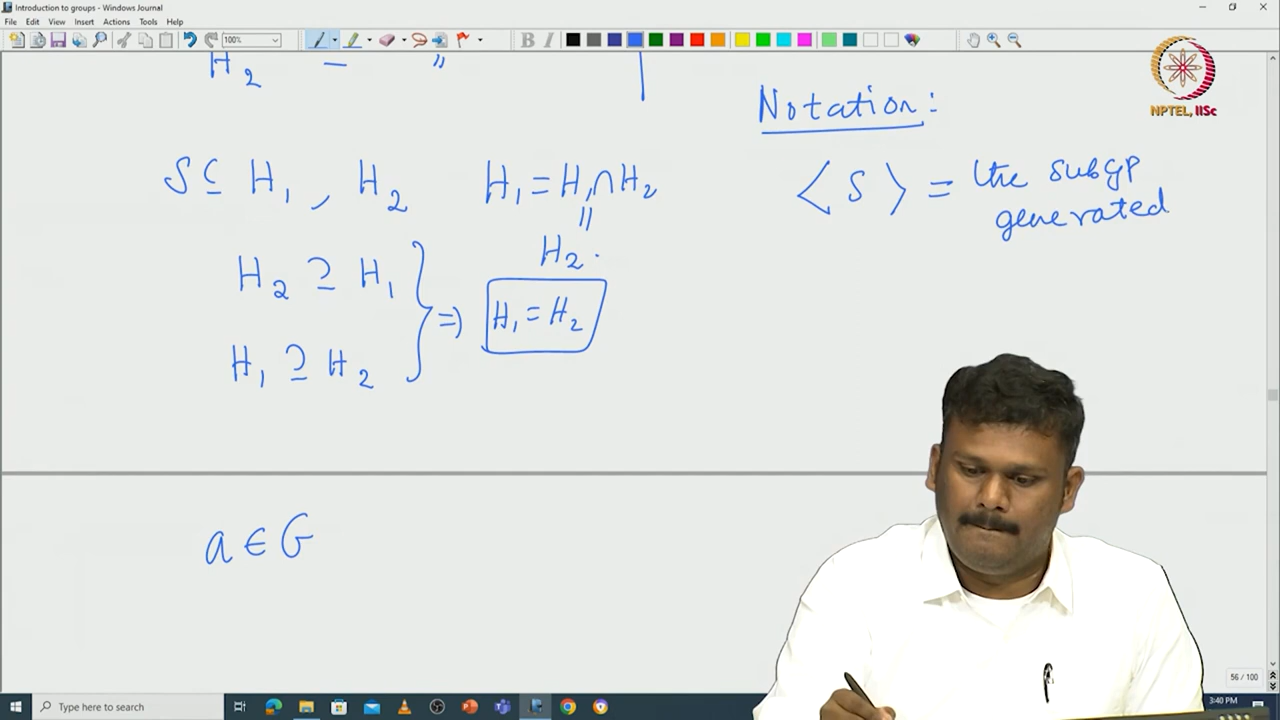 Introduction to groups - Windows Journal
File Edit View Insert Actions Tools Help
100%
B I
NPTEL, IISc
H₂ — "
Notation:
S ⊆ H₁ , H₂
H₁ = H₁∩H₂
"
H₂ .
⟨ S ⟩ = the subgp
generated
H₂ ⊇ H₁
H₁ ⊇ H₂
⇒ H₁ = H₂
a ∈ G
56 / 100
Type here to search
3:40 PM